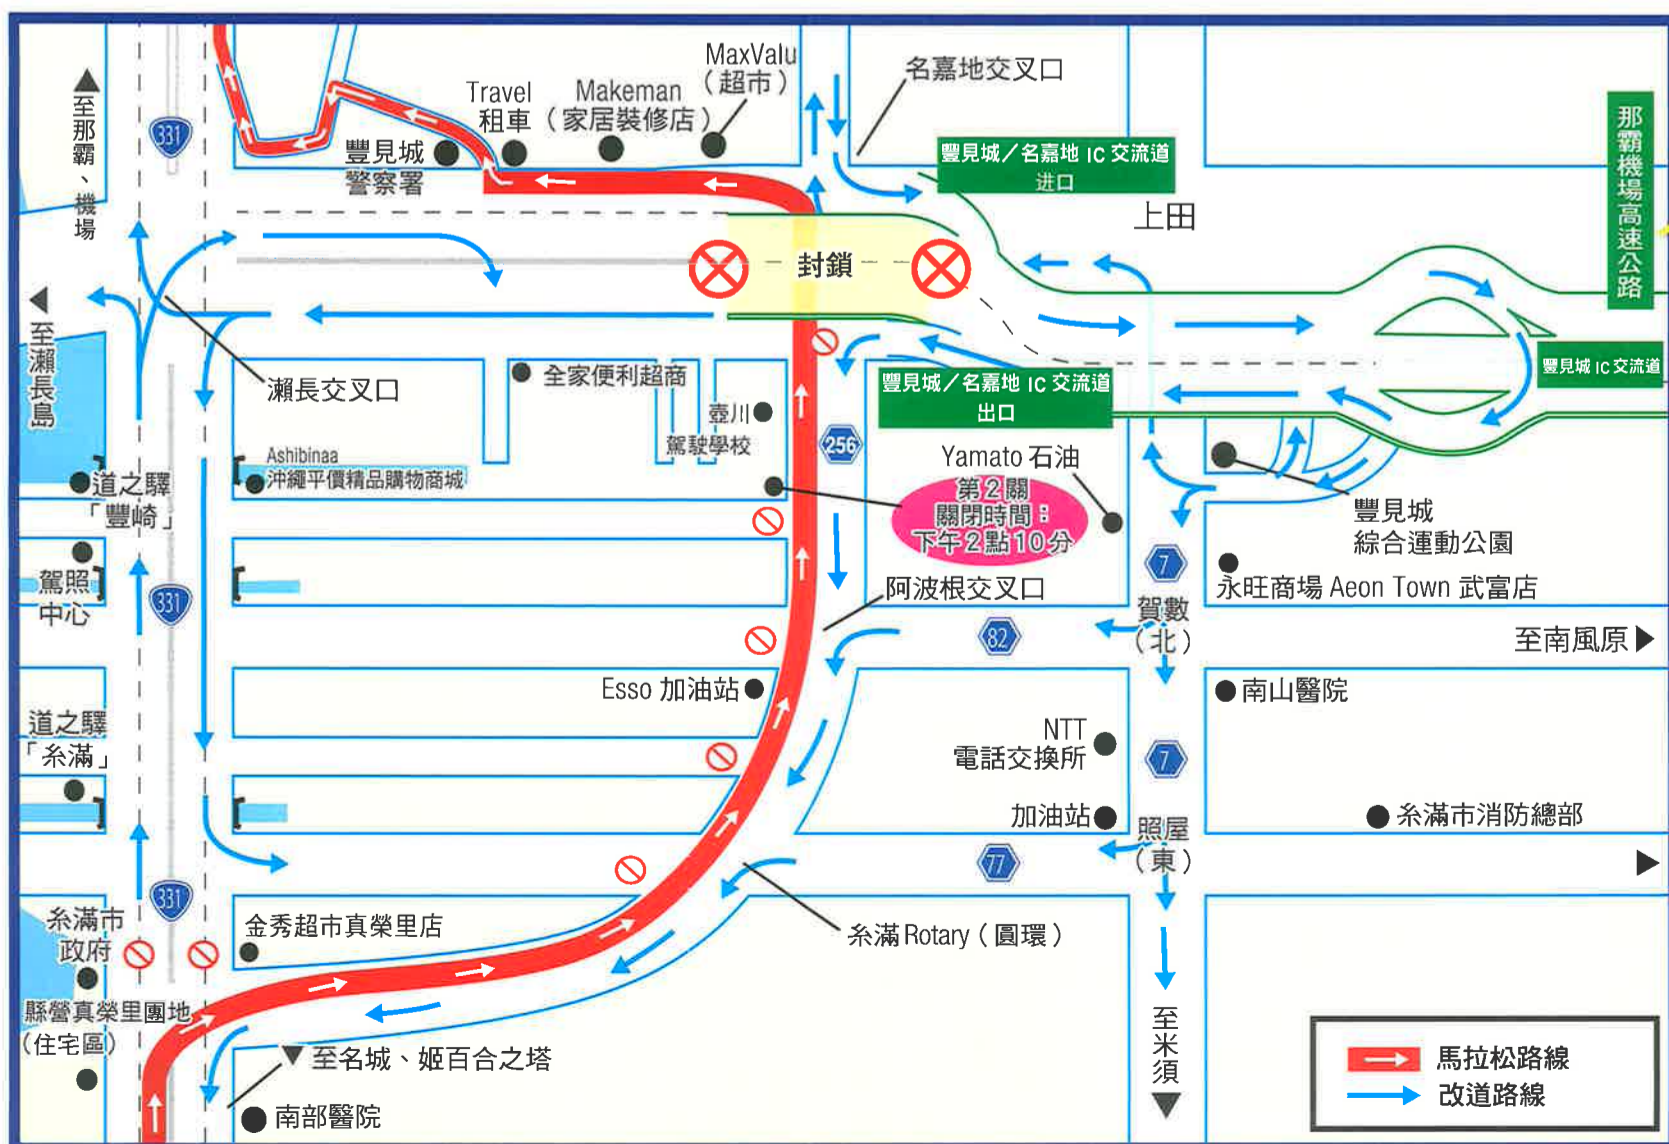 MaxValu
（超市）
名嘉地交叉口
Travel
租車
Makeman
（家居裝修店）
至那霸、機場
331
豐見城
警察署
豐見城／名嘉地 IC 交流道
进口
那霸機場高速公路
上田
封鎖
至瀨長島
瀨長交叉口
全家便利超商
豐見城／名嘉地 IC 交流道
出口
豐見城 IC 交流道
壺川
駕駛學校
256
Ashibinaa
沖繩平價精品購物商城
Yamato 石油
道之驛
「豐崎」
第2關
關閉時間：
下午2點10分
豐見城
綜合運動公園
7
永旺商場 Aeon Town 武富店
駕照
中心
331
阿波根交叉口
賀數
（北）
82
至南風原
Esso 加油站
南山醫院
道之驛
「糸滿」
NTT
電話交換所
7
加油站
糸滿市消防總部
照屋
（東）
77
331
糸滿市
政府
金秀超市真榮里店
糸滿 Rotary（圓環）
縣營真榮里團地
（住宅區）
至米須
至名城、姬百合之塔
南部醫院
馬拉松路線
改道路線